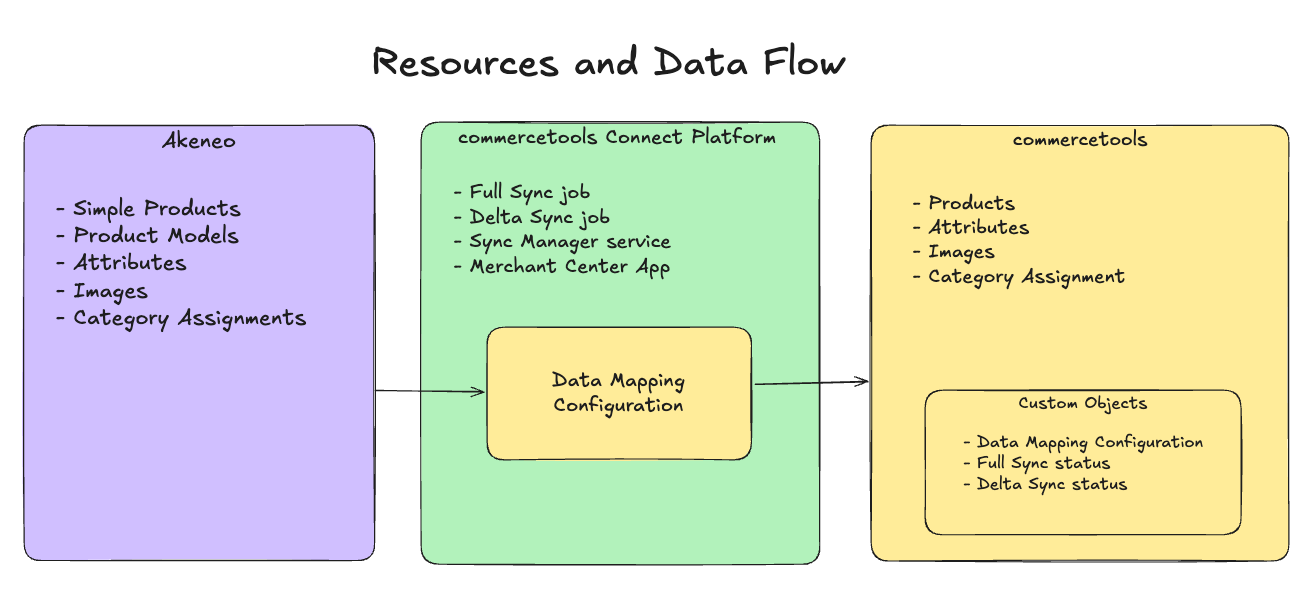 Resources and Data Flow
Akeneo
- Simple Products
- Product Models
- Attributes
- Images
- Category Assignments
commercetools Connect Platform
- Full Sync job
- Delta Sync job
- Sync Manager service
- Merchant Center App
Data Mapping
Configuration
commercetools
- Products
- Attributes
- Images
- Category Assignment
Custom Objects
- Data Mapping Configuration
- Full Sync status
- Delta Sync status